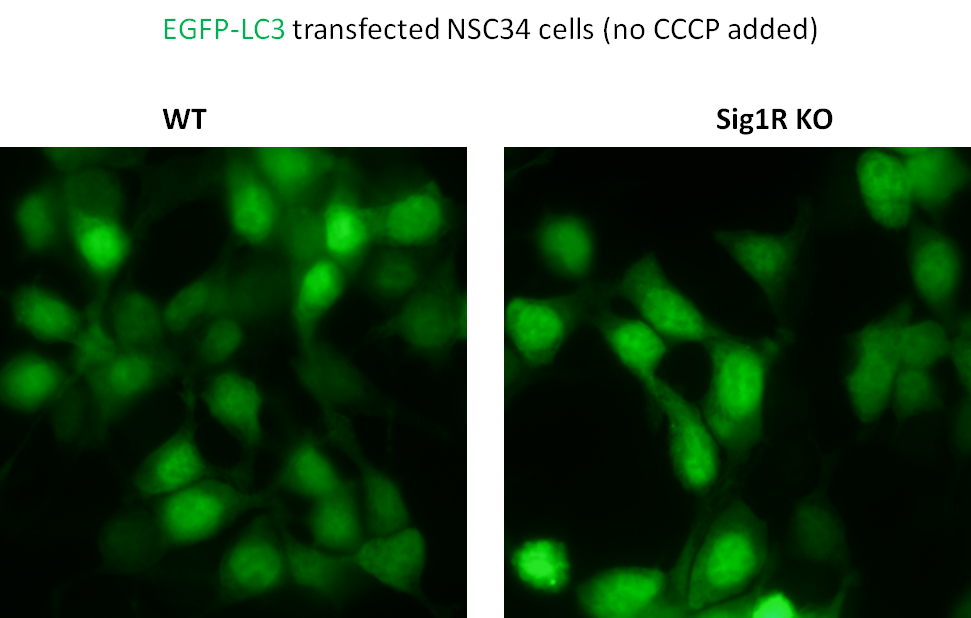 EGFP-LC3 transfected NSC34 cells (no CCCP added)
WT
Sig1R KO